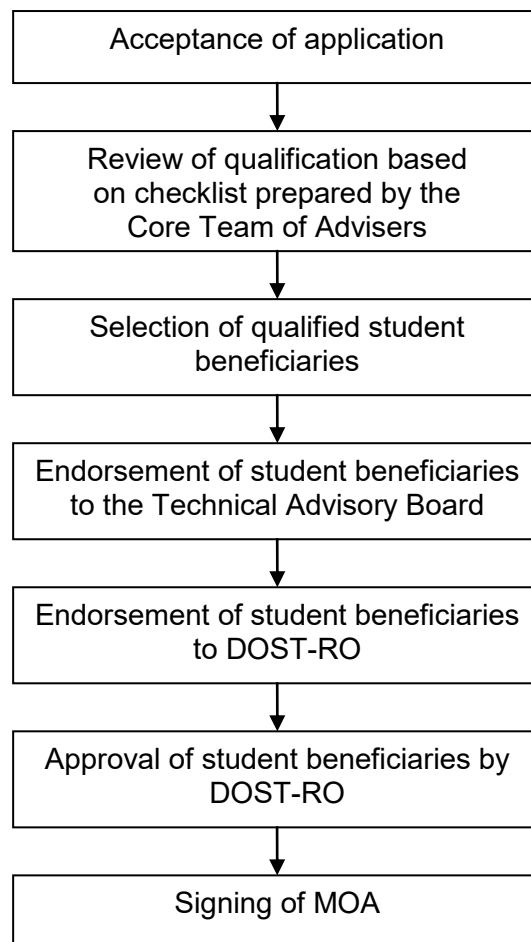 Acceptance of application
Review of qualification based
on checklist prepared by the
Core Team of Advisers
Selection of qualified student
beneficiaries
Endorsement of student beneficiaries
to the Technical Advisory Board
Endorsement of student beneficiaries
to DOST-RO
Approval of student beneficiaries by
DOST-RO
Signing of MOA